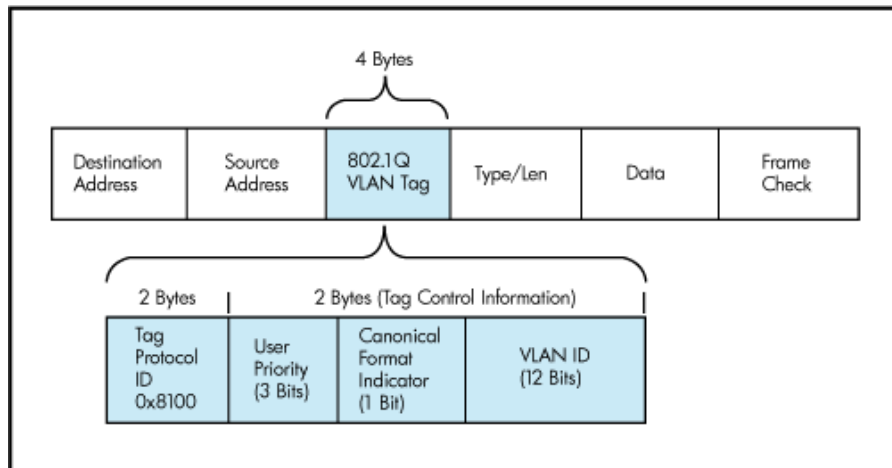 4 Bytes
Destination
Address
Source
Address
802.1Q
VLAN Tag
Type/Len
Data
Frame
Check
2 Bytes
2 Bytes (Tag Control Information)
Tag
Protocol
ID
0x8100
User
Priority
(3 Bits)
Canonical
Format
Indicator
(1 Bit)
VLAN ID
(12 Bits)